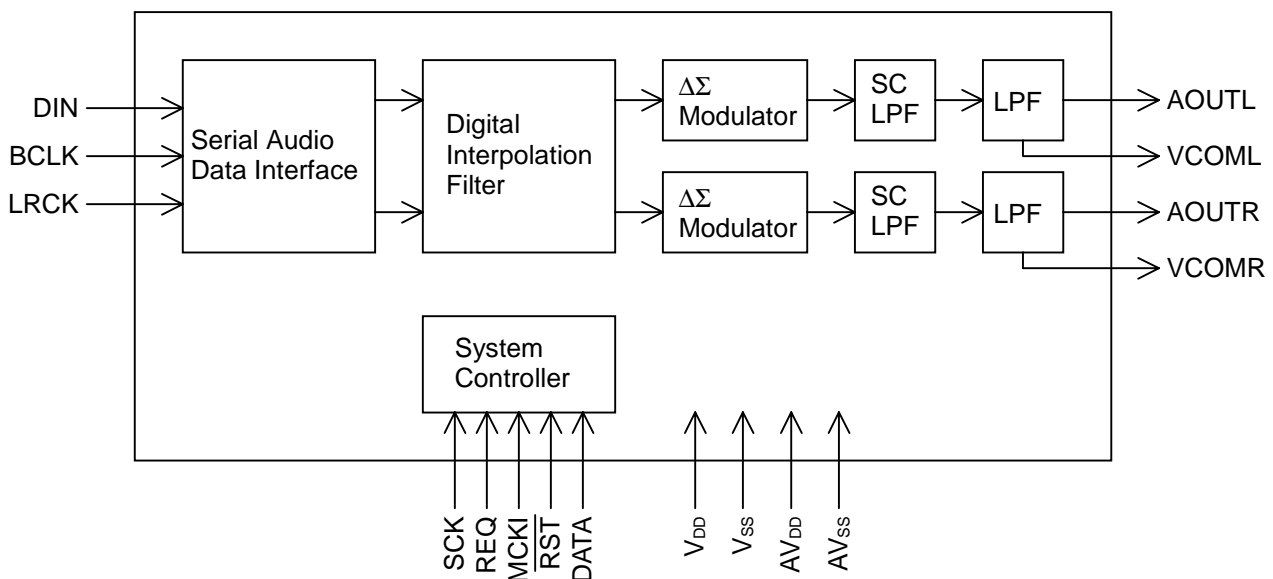 DIN
BCLK
LRCK
Serial Audio
Data Interface
Digital
Interpolation
Filter
ΔΣ
Modulator
SC
LPF
LPF
AOUTL
VCOML
ΔΣ
Modulator
SC
LPF
LPF
AOUTR
VCOMR
System
Controller
SCK
REQ
MCKI
R̅S̅T̅
DATA
VDD
VSS
AVDD
AVSS